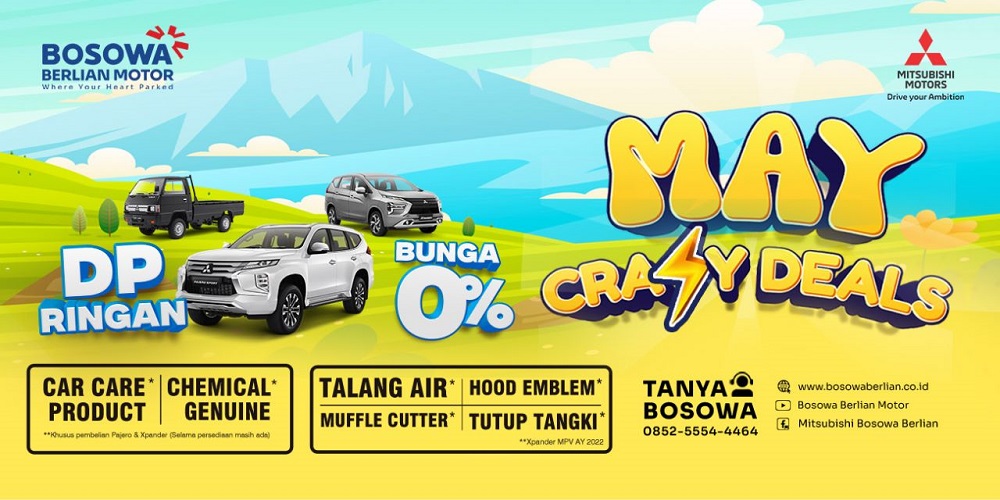 BOSOWA
BERLIAN MOTOR
Where Your Heart Parked
MITSUBISHI
MOTORS
Drive your Ambition
MAY
CRAZY DEALS
DP
RINGAN
BUNGA
0%
CAR CARE* PRODUCT
CHEMICAL* GENUINE
**Khusus pembelian Pajero & Xpander (Selama persediaan masih ada)
TALANG AIR* HOOD EMBLEM*
MUFFLE CUTTER* TUTUP TANGKI*
**Xpander MPV AY 2022
TANYA
BOSOWA
0852-5554-4464
www.bosowaberlian.co.id
Bosowa Berlian Motor
Mitsubishi Bosowa Berlian